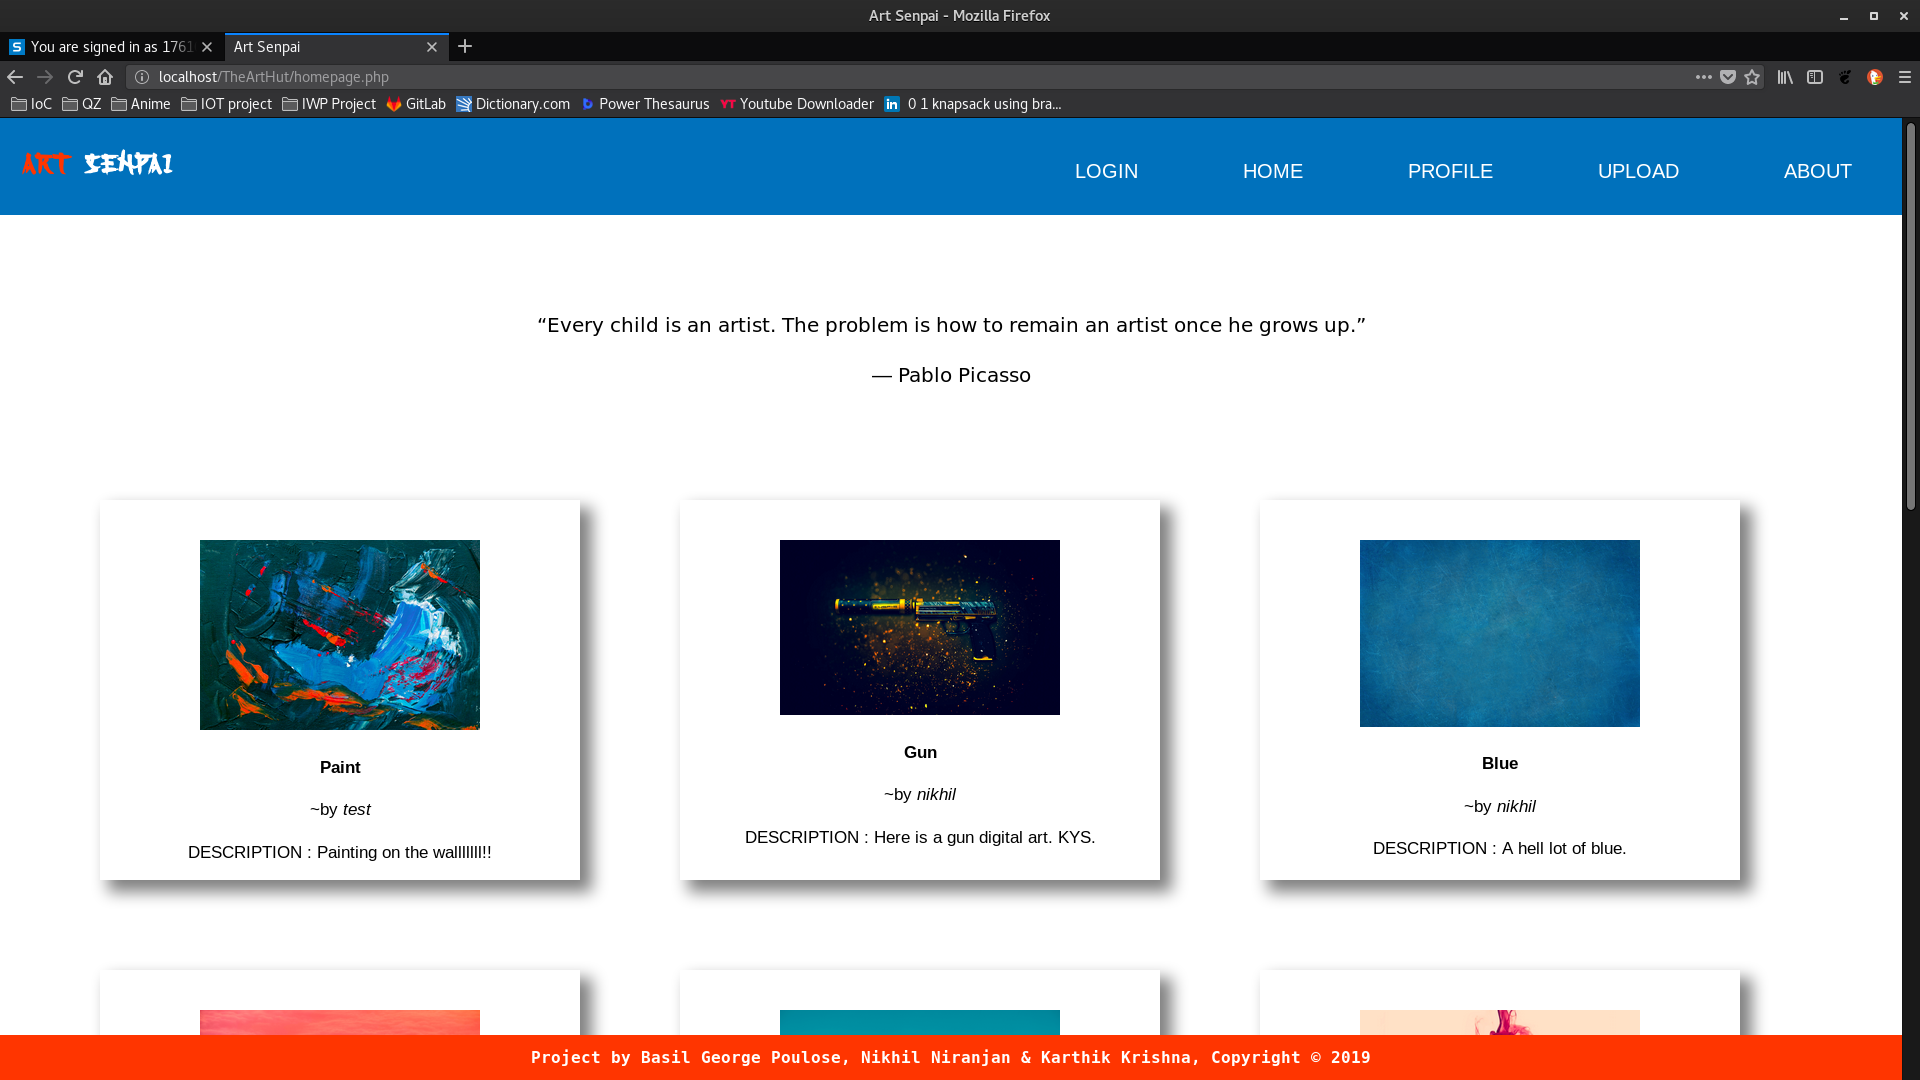 Art Senpai - Mozilla Firefox
You are signed in as 1761
Art Senpai
localhost/TheArtHut/homepage.php
IoC QZ Anime IOT project IWP Project GitLab Dictionary.com Power Thesaurus YT Youtube Downloader in 0 1 knapsack using bra...
ART SENPAI
LOGIN HOME PROFILE UPLOAD ABOUT
“Every child is an artist. The problem is how to remain an artist once he grows up.”
— Pablo Picasso
Paint
~by test
DESCRIPTION : Painting on the walllllll!!
Gun
~by nikhil
DESCRIPTION : Here is a gun digital art. KYS.
Blue
~by nikhil
DESCRIPTION : A hell lot of blue.
Project by Basil George Poulose, Nikhil Niranjan & Karthik Krishna, Copyright © 2019